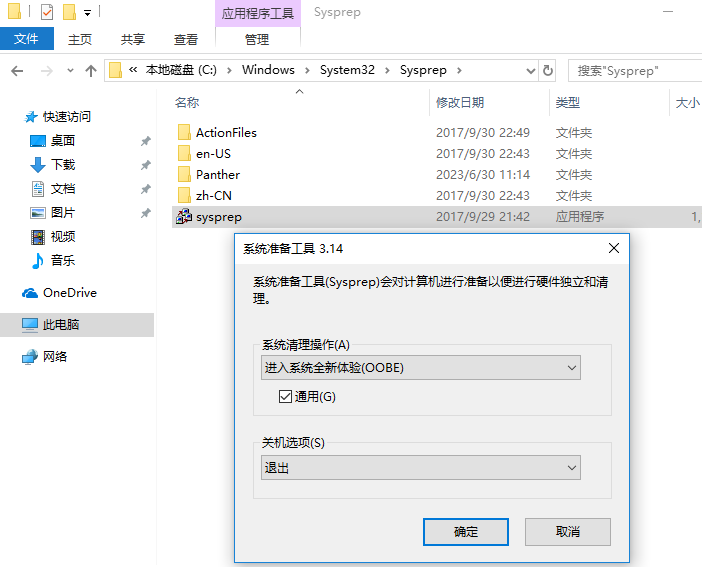 应用程序工具 Sysprep
文件 主页 共享 查看 管理
« 本地磁盘 (C:) › Windows › System32 › Sysprep › 搜索"Sysprep"
名称 修改日期 类型 大小
快速访问
桌面
下载
文档
图片
视频
音乐
OneDrive
此电脑
网络
ActionFiles 2017/9/30 22:49 文件夹
en-US 2017/9/30 22:43 文件夹
Panther 2023/6/30 11:14 文件夹
zh-CN 2017/9/30 22:43 文件夹
sysprep 2017/9/29 21:42 应用程序 1,
系统准备工具 3.14
系统准备工具(Sysprep)会对计算机进行准备以便进行硬件独立和清
理。
系统清理操作(A)
进入系统全新体验(OOBE)
通用(G)
关机选项(S)
退出
确定 取消